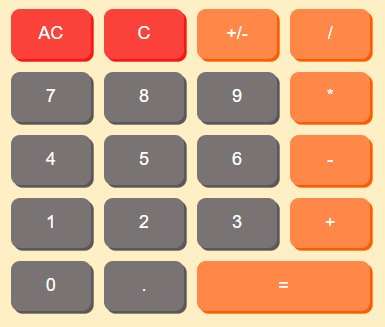 AC C +/- /
7 8 9 *
4 5 6 -
1 2 3 +
0 . =